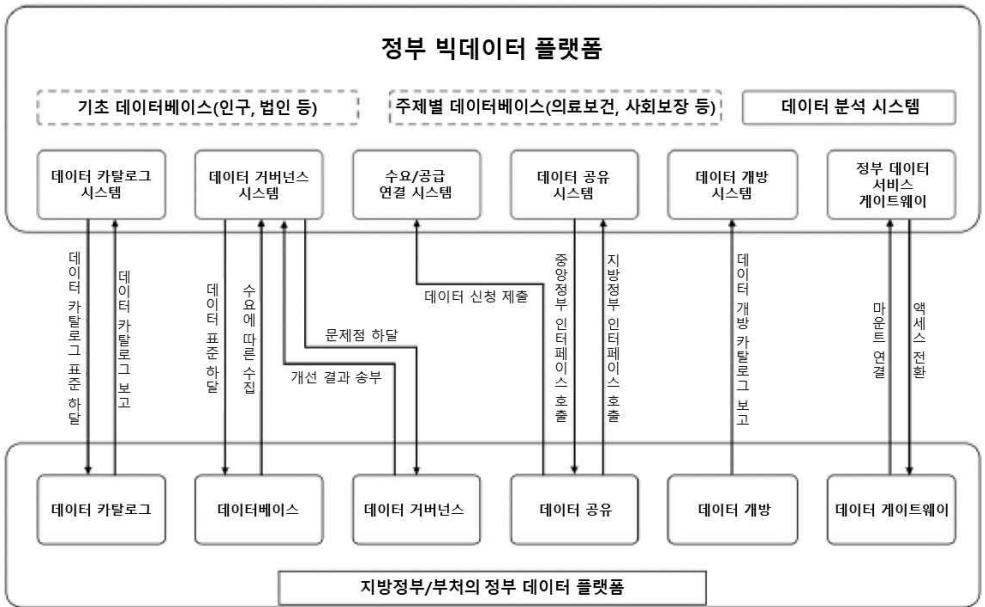 정부 빅데이터 플랫폼
기초 데이터베이스(인구, 법인 등)
주제별 데이터베이스(의료보건, 사회보장 등)
데이터 분석 시스템
데이터 카탈로그
시스템
데이터 거버넌스
시스템
수요/공급
연결 시스템
데이터 공유
시스템
데이터 개방
시스템
정부 데이터
서비스
게이트웨이
데이터 카탈로그 표준 하달
데이터 카탈로그 보고
데이터 표준 하달
수요에 따른 수집
문제점 하달
개선 결과 송부
데이터 신청 제출
중앙정부 인터페이스 호출
지방정부 인터페이스 호출
데이터 개방 카탈로그 보고
마운트 연결
액세스 전환
데이터 카탈로그
데이터베이스
데이터 거버넌스
데이터 공유
데이터 개방
데이터 게이트웨이
지방정부/부처의 정부 데이터 플랫폼